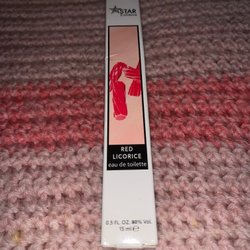 STAR
RED
LICORICE
eau de toilette
0.5 FL. OZ. 80% Vol.
15 ml e